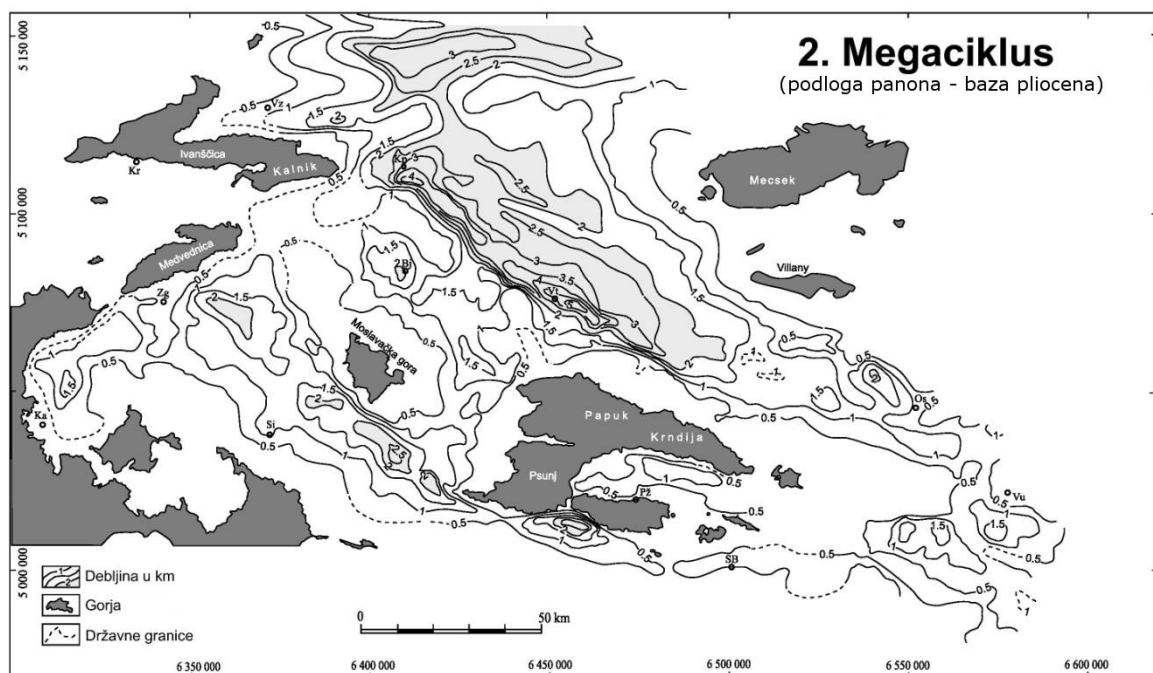 2. Megaciklus
(podloga panona - baza pliocena)
5 150 000
5 100 000
5 000 000
Vz
Ivanščica
Kr
Kalnik
Kp
Mecsek
Medvednica
Villany
Zg
Bj
Vt
Moslavačka gora
Ka
Si
Papuk
Krndija
Psunj
Pž
Os
Vu
SB
Debljina u km
Gorja
Državne granice
0 50 km
6 350 000 6 400 000 6 450 000 6 500 000 6 550 000 6 600 000